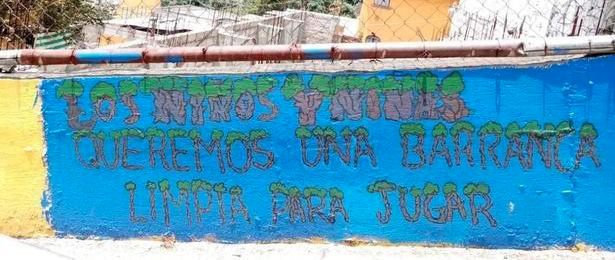 LOS NIÑOS Y NIÑAS
QUEREMOS UNA BARRANCA
LIMPIA PARA JUGAR